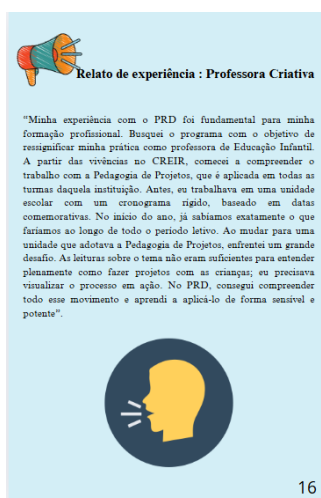 Relato de experiência : Professora Criativa
“Minha experiência com o PRD foi fundamental para minha
formação profissional. Busquei o programa com o objetivo de
ressignificar minha prática como professora de Educação Infantil.
A partir das vivências no CREIR, comecei a compreender o
trabalho com a Pedagogia de Projetos, que é aplicada em todas as
turmas daquela instituição. Antes, eu trabalhava em uma unidade
escolar com um cronograma rígido, baseado em datas
comemorativas. No início do ano, já sabíamos exatamente o que
faríamos ao longo de todo o período letivo. Ao mudar para uma
unidade que adotava a Pedagogia de Projetos, enfrentei um grande
desafio. As leituras sobre o tema não eram suficientes para entender
plenamente como fazer projetos com as crianças; eu precisava
visualizar o processo em ação. No PRD, consegui compreender
todo esse movimento e aprendi a aplicá-lo de forma sensível e
potente”.
16